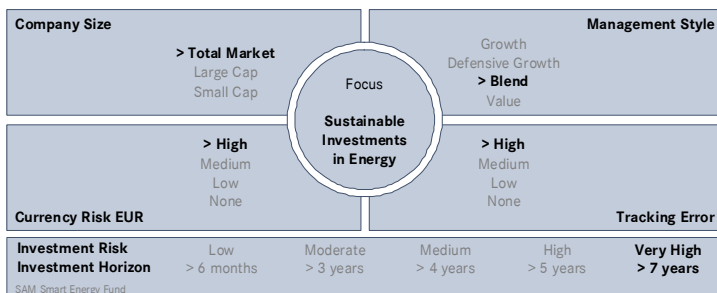 Company Size
> Total Market
Large Cap
Small Cap
Management Style
Growth
Defensive Growth
> Blend
Value
Focus
Sustainable
Investments
in Energy
> High
Medium
Low
None
Currency Risk EUR
> High
Medium
Low
None
Tracking Error
Investment Risk Low Moderate Medium High Very High
Investment Horizon > 6 months > 3 years > 4 years > 5 years > 7 years
SAM Smart Energy Fund